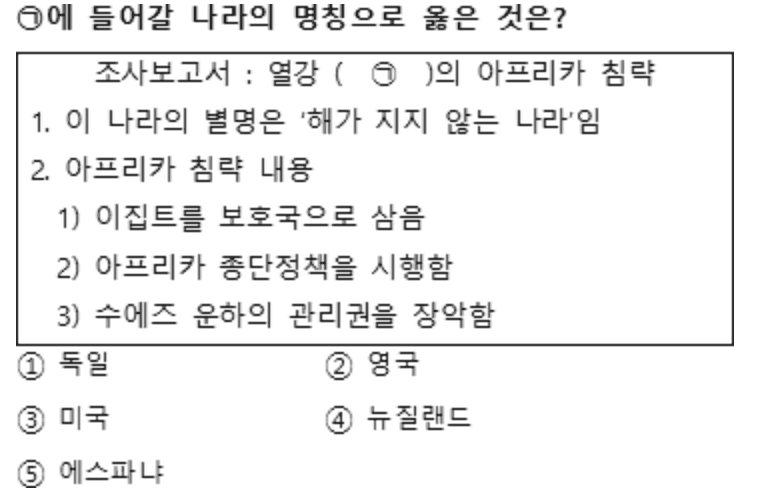 ㉠에 들어갈 나라의 명칭으로 옳은 것은?
조사보고서 : 열강 ( ㉠ )의 아프리카 침략
1. 이 나라의 별명은 '해가 지지 않는 나라'임
2. 아프리카 침략 내용
1) 이집트를 보호국으로 삼음
2) 아프리카 종단정책을 시행함
3) 수에즈 운하의 관리권을 장악함
① 독일 ② 영국
③ 미국 ④ 뉴질랜드
⑤ 에스파냐